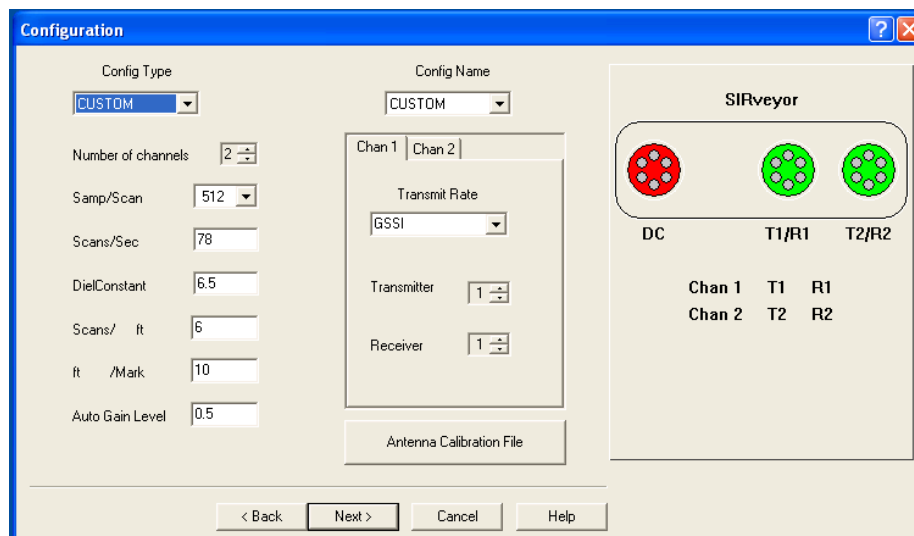 Configuration
Config Type
CUSTOM
Number of channels 2
Samp/Scan 512
Scans/Sec 78
DielConstant 6.5
Scans/ ft 6
ft /Mark 10
Auto Gain Level 0.5
Config Name
CUSTOM
Chan 1 Chan 2
Transmit Rate
GSSI
Transmitter 1
Receiver 1
Antenna Calibration File
SIRveyor
DC T1/R1 T2/R2
Chan 1 T1 R1
Chan 2 T2 R2
< Back Next > Cancel Help